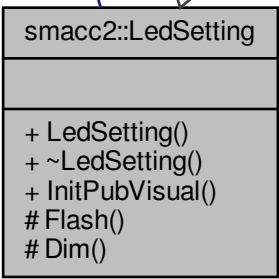 smacc2::LedSetting
+ LedSetting()
+ ~LedSetting()
+ InitPubVisual()
# Flash()
# Dim()